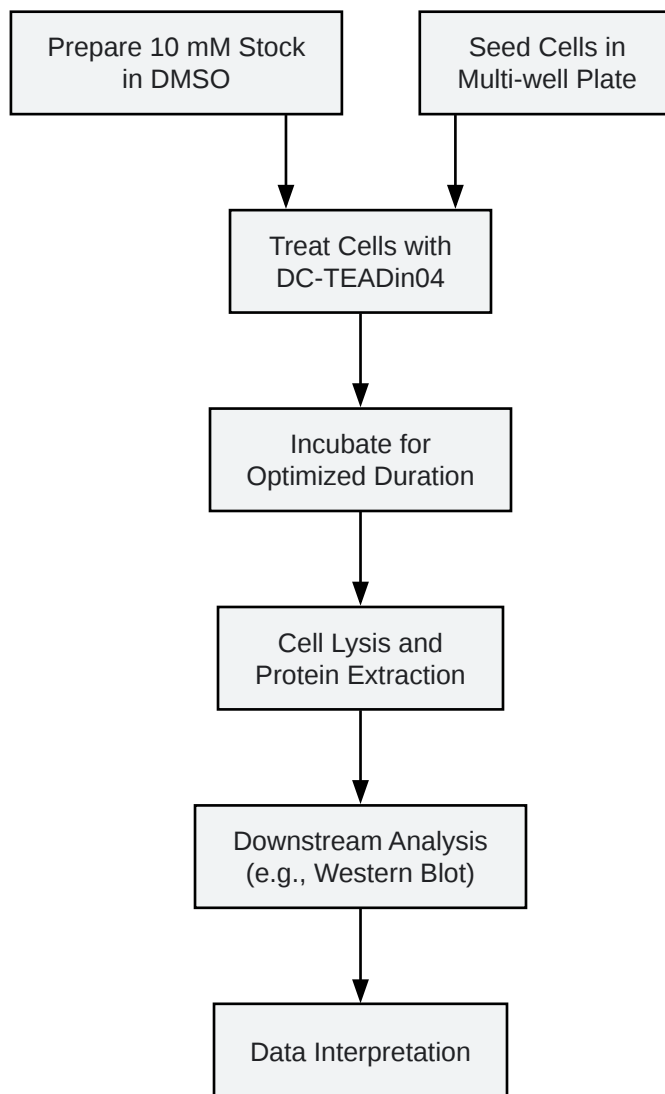 Prepare 10 mM Stock
in DMSO
Seed Cells in
Multi-well Plate
Treat Cells with
DC-TEADin04
Incubate for
Optimized Duration
Cell Lysis and
Protein Extraction
Downstream Analysis
(e.g., Western Blot)
Data Interpretation